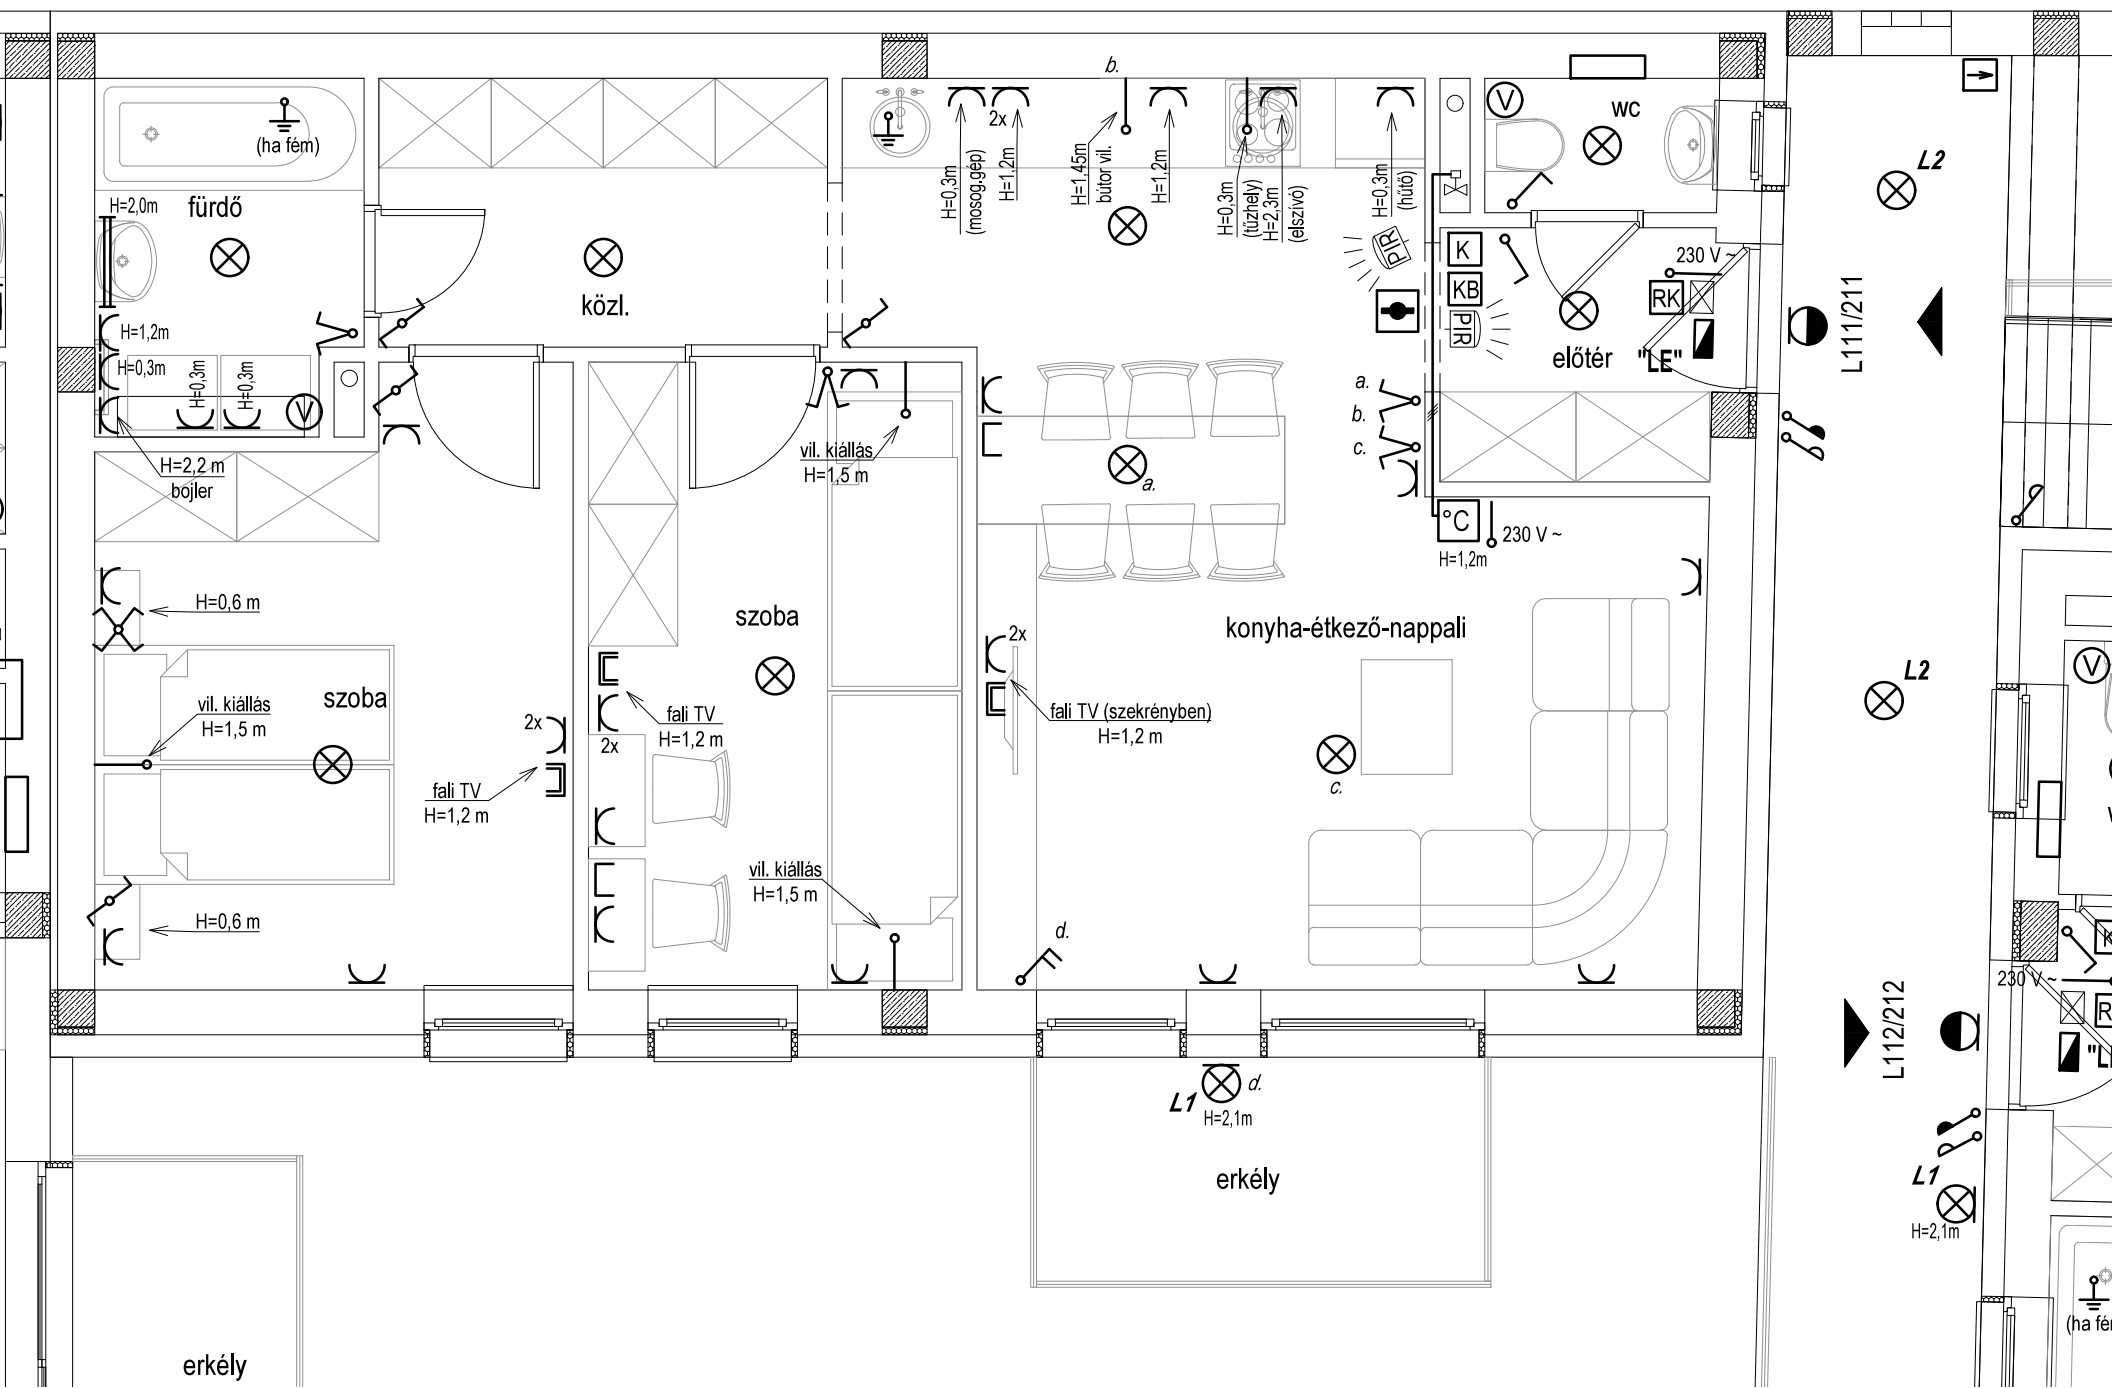 b.
(ha fém)
H=2,0m
fürdő
H=1,2m
H=0,3m
H=0,3m
H=0,3m
V
H=2,2 m
bojler
közl.
2x
H=0,3m
(mosog.gép)
H=1,2m
H=1,45m
bútor vil.
H=1,2m
H=0,3m
(tűzhely)
H=2,3m
(elszívó)
H=0,3m
(hűtő)
V
WC
PIR
K
KB
PIR
230 V ~
RK
előtér
"LE"
L111/211
L2
a.
b.
c.
a.
vil. kiállás
H=1,5 m
°C
230 V ~
H=1,2m
H=0,6 m
szoba
vil. kiállás
H=1,5 m
2x
fali TV
H=1,2 m
H=0,6 m
szoba
fali TV
H=1,2 m
2x
vil. kiállás
H=1,5 m
konyha-étkező-nappali
2x
fali TV (szekrényben)
H=1,2 m
c.
d.
L2
V
L1
d.
H=2,1m
erkély
erkély
L112/212
230 V ~
L1
H=2,1m